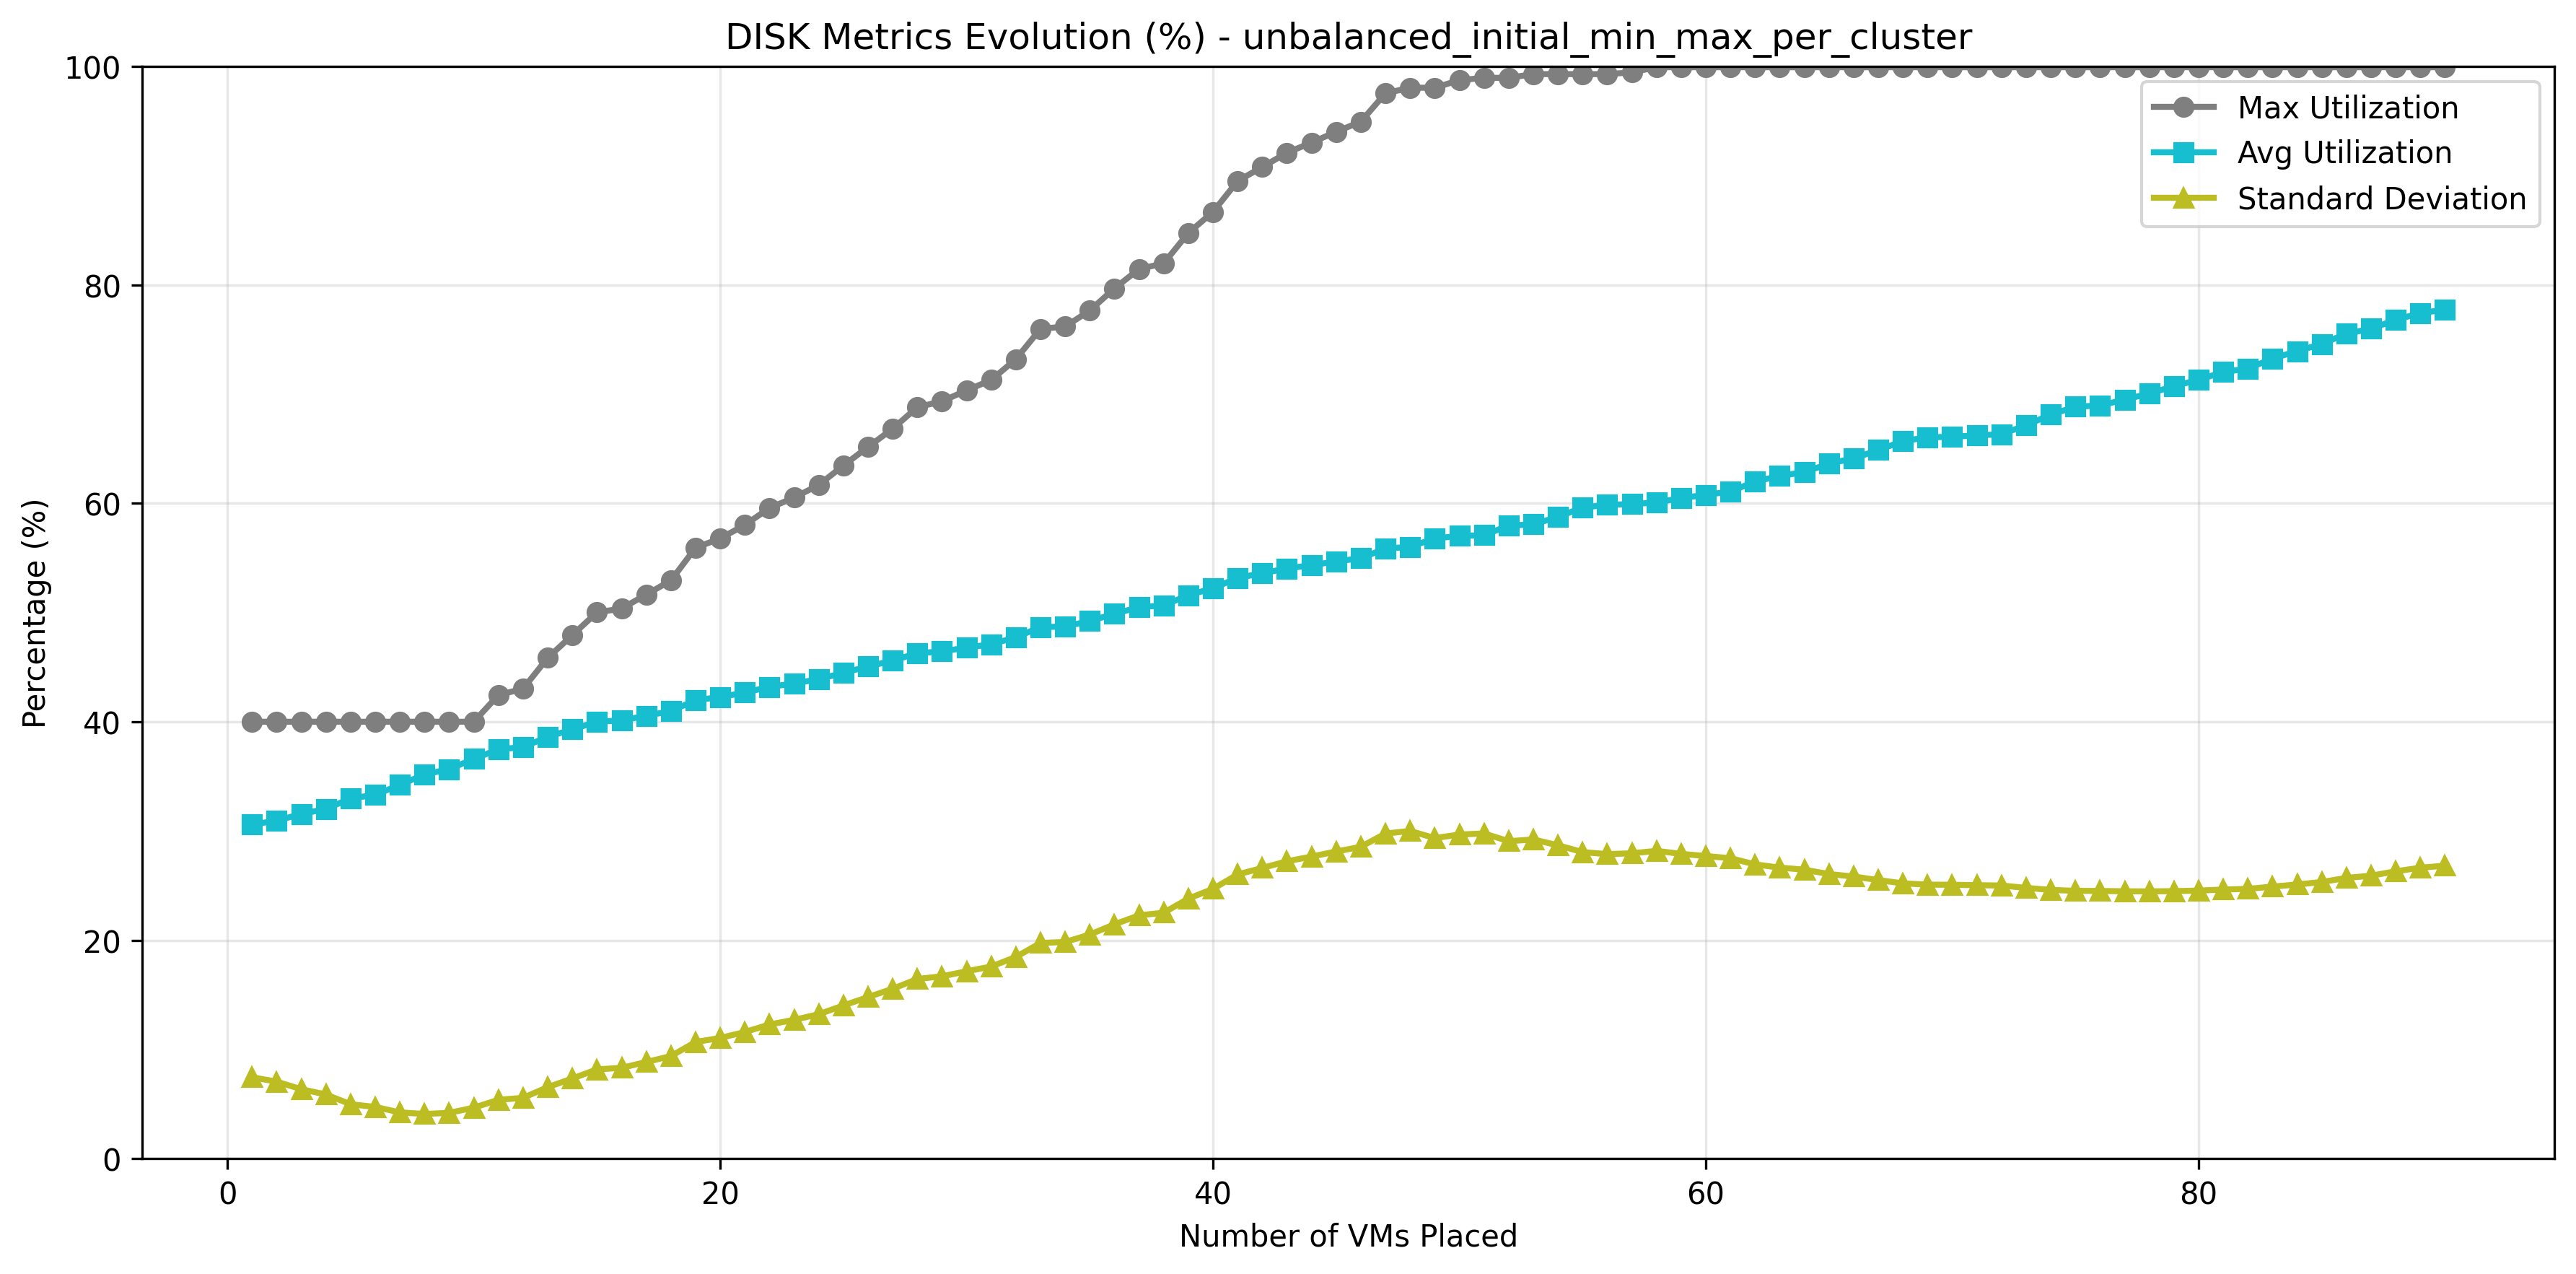 DISK Metrics Evolution (%) - unbalanced_initial_min_max_per_cluster
100
80
60
40
20
0
Percentage (%)
Max Utilization
Avg Utilization
Standard Deviation
0 20 40 60 80
Number of VMs Placed